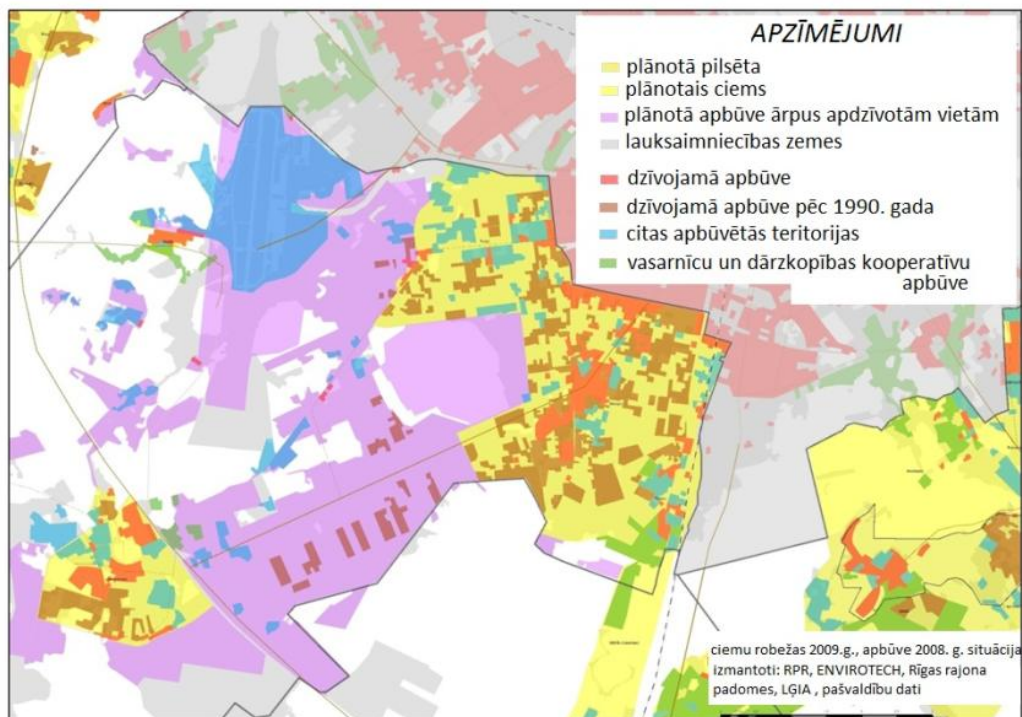 APZĪMĒJUMI
plānotā pilsēta
plānotais ciems
plānotā apbūve ārpus apdzīvotām vietām
lauksaimniecības zemes
dzīvojamā apbūve
dzīvojamā apbūve pēc 1990. gada
citas apbūvētās teritorijas
vasarnīcu un dārzkopības kooperatīvu
apbūve
ciemu robežas 2009.g., apbūve 2008. g. situācija
izmantoti: RPR, ENVIROTECH, Rīgas rajona
padomes, LĢIA , pašvaldību dati